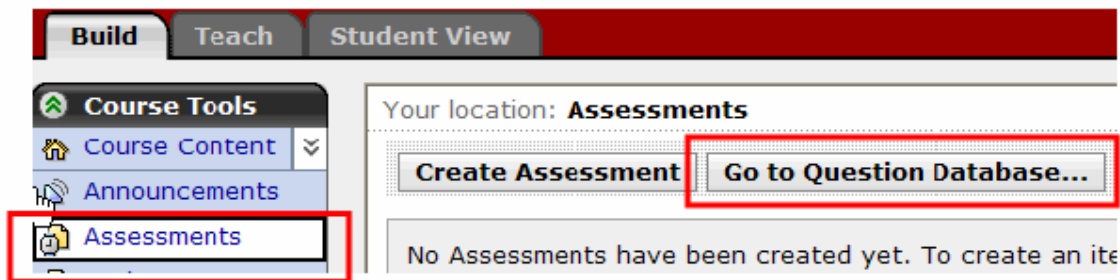 Build Teach Student View
Course Tools
Course Content
Announcements
Assessments
Your location: Assessments
Create Assessment Go to Question Database...
No Assessments have been created yet. To create an ite